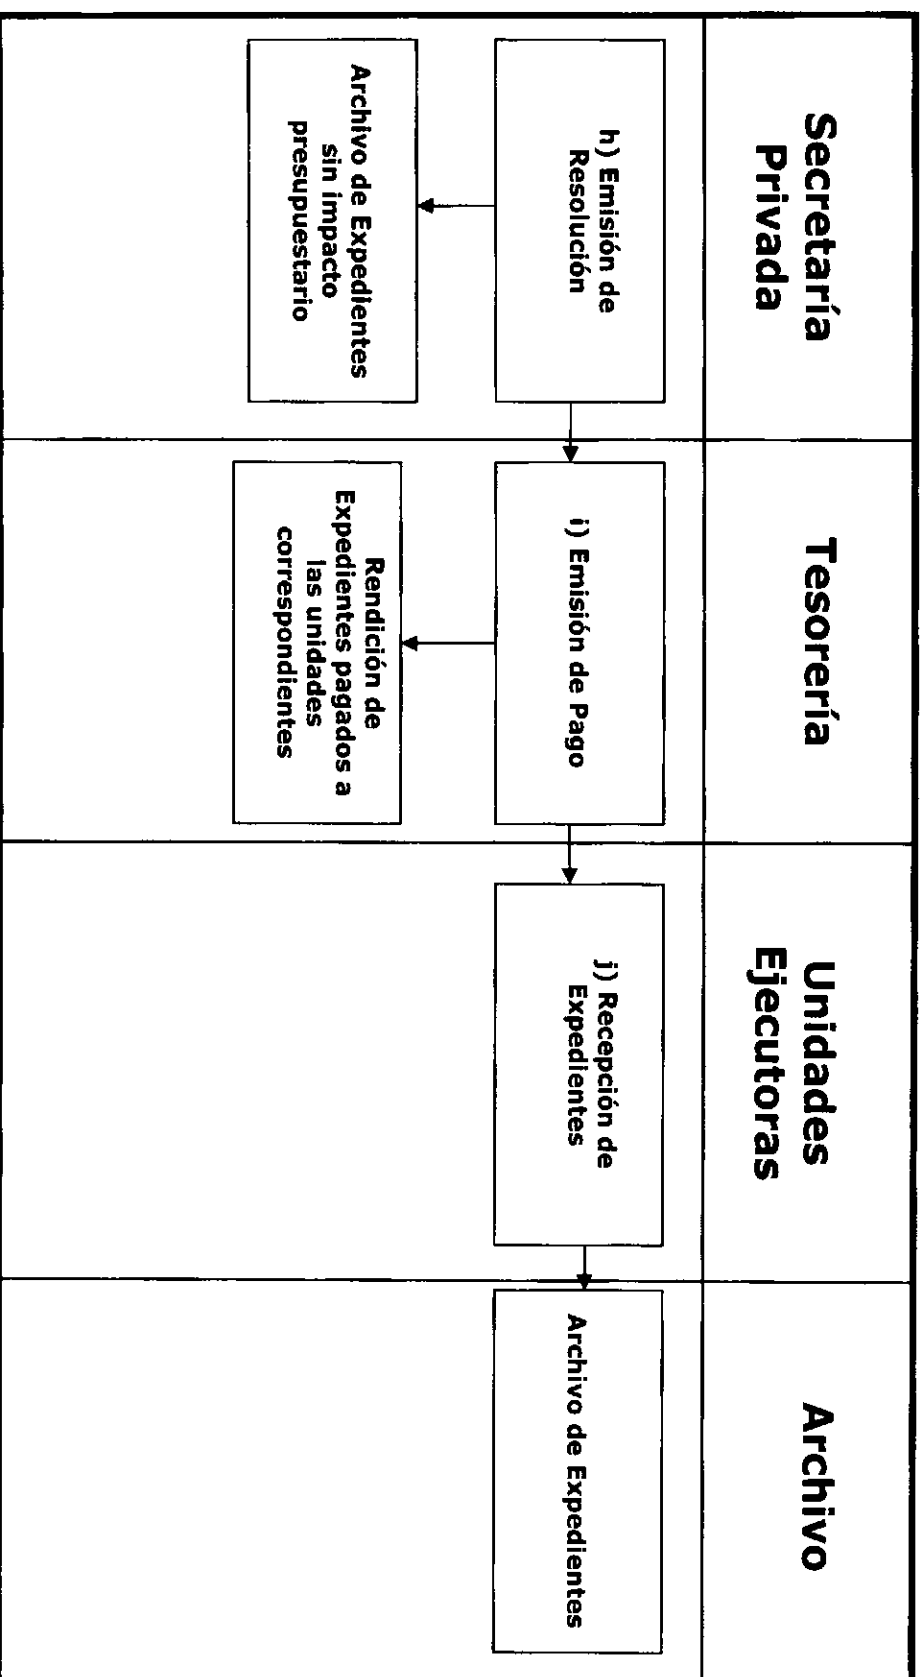 Secretaría
Privada
Tesorería
Unidades
Ejecutoras
Archivo
h) Emisión de
Resolución
i) Emisión de Pago
j) Recepción de
Expedientes
Archivo de Expedientes
Archivo de Expedientes
sin impacto
presupuestario
Rendición de
Expedientes pagados a
las unidades
correspondientes